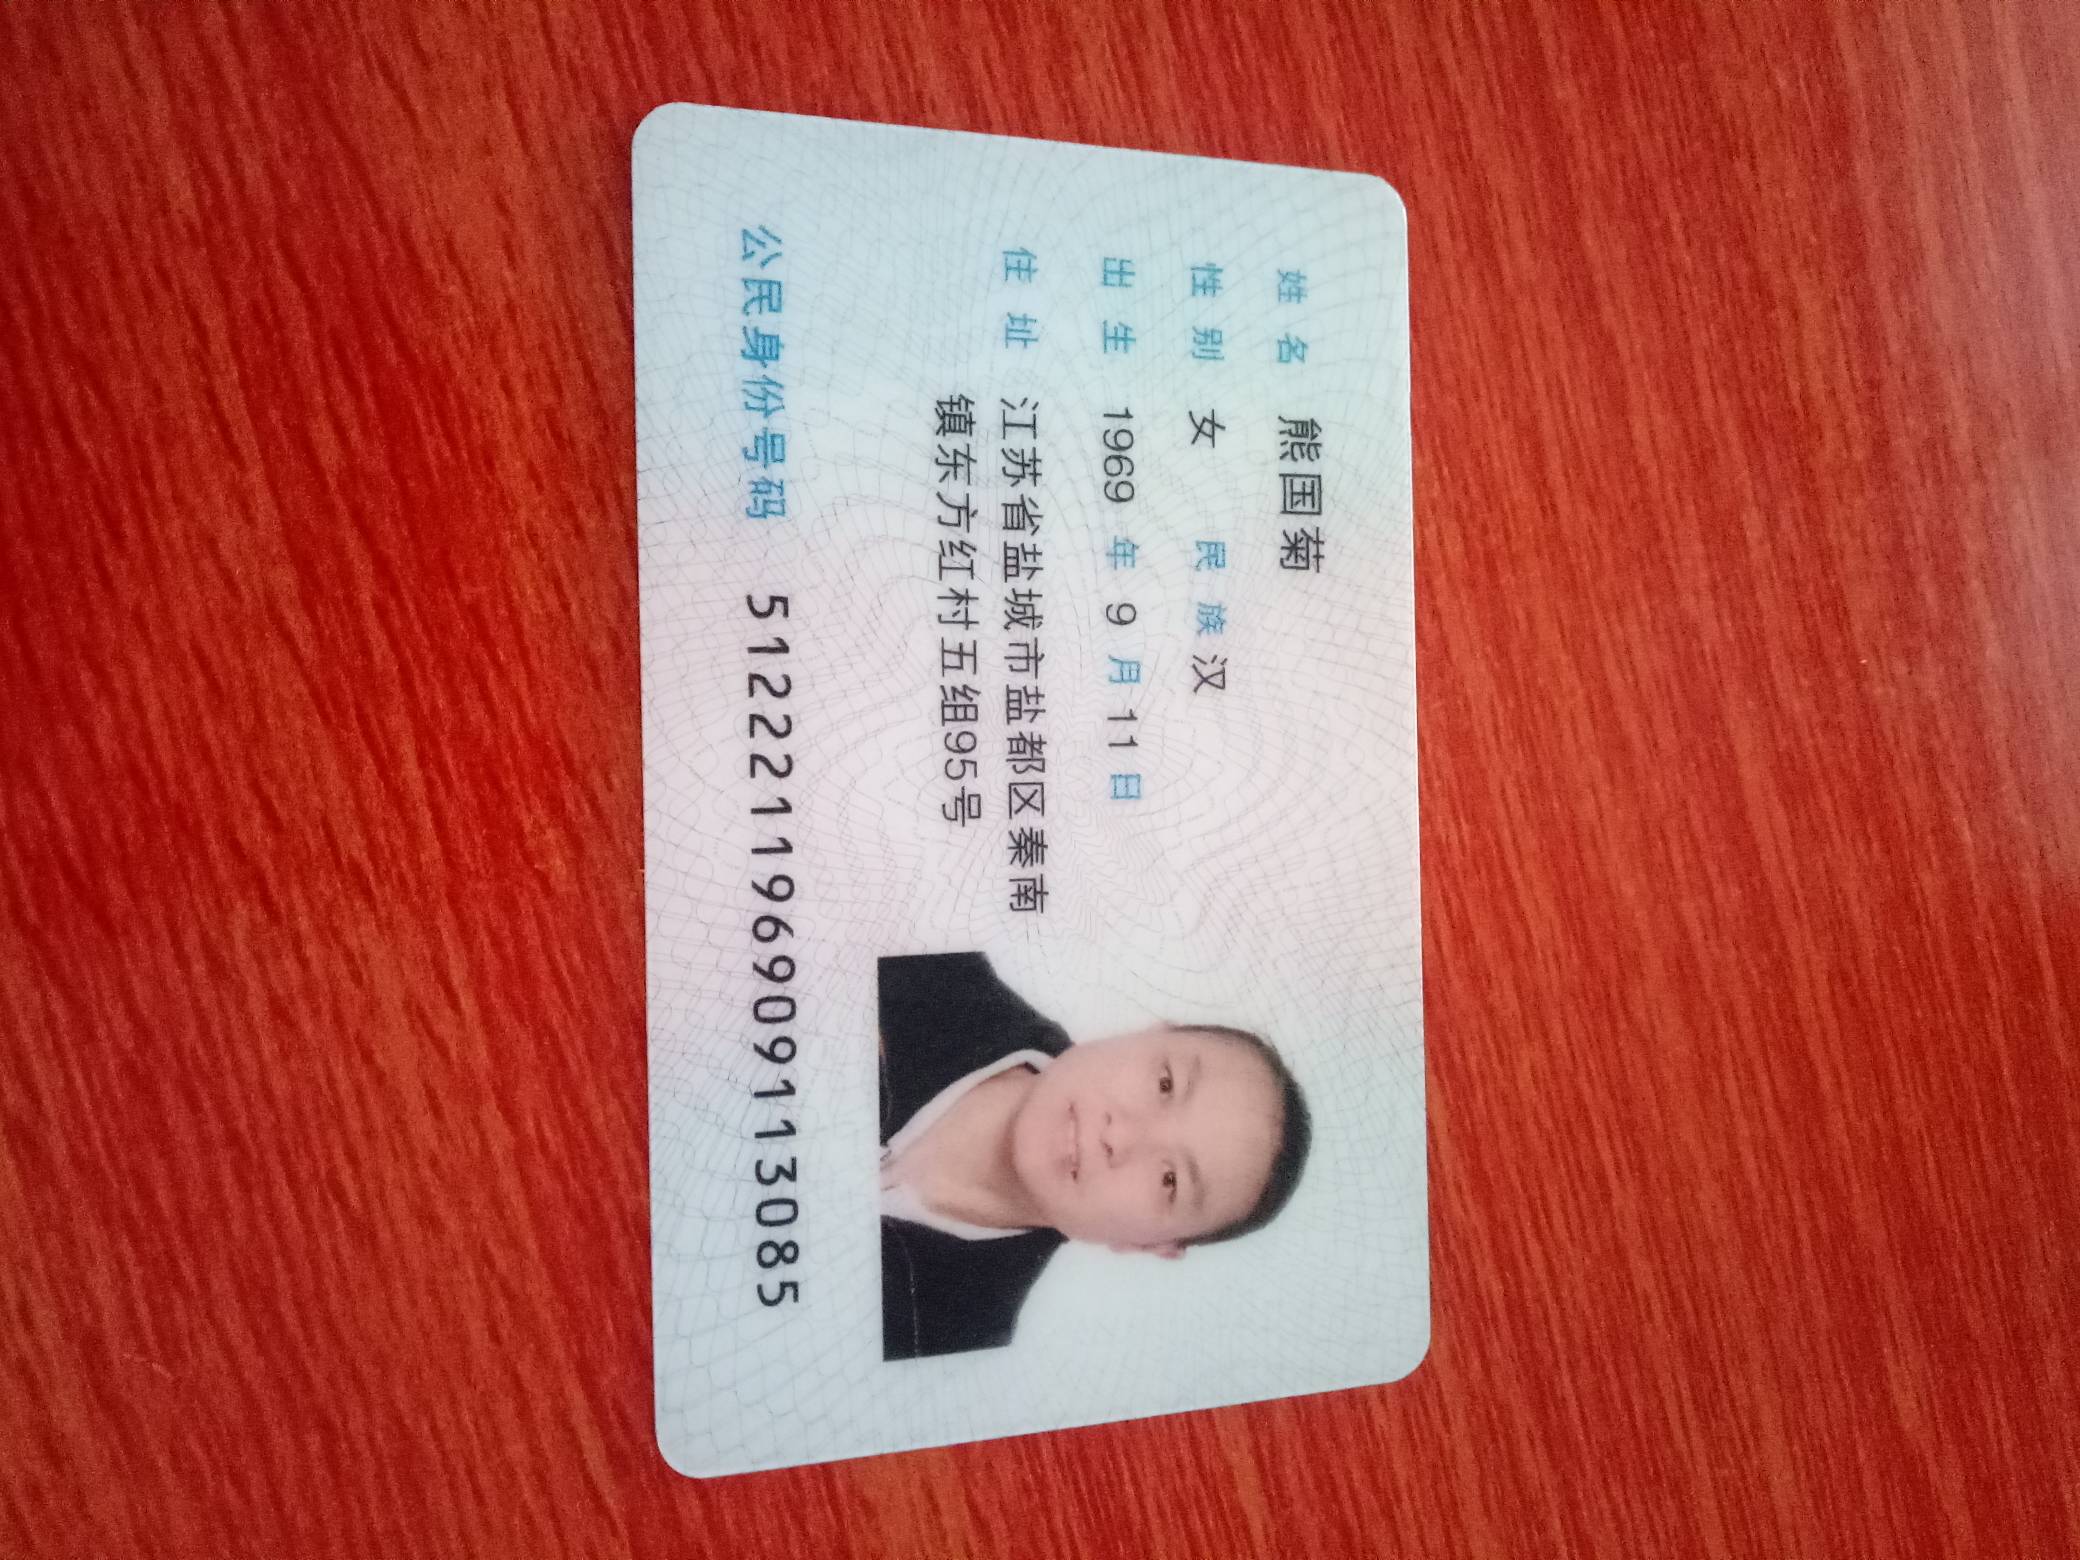 姓名 熊国菊
性别 女 民族 汉
出生 1969 年 9 月 11 日
住址 江苏省盐城市盐都区秦南
镇东方红村五组95号
公民身份号码 512221196909113085